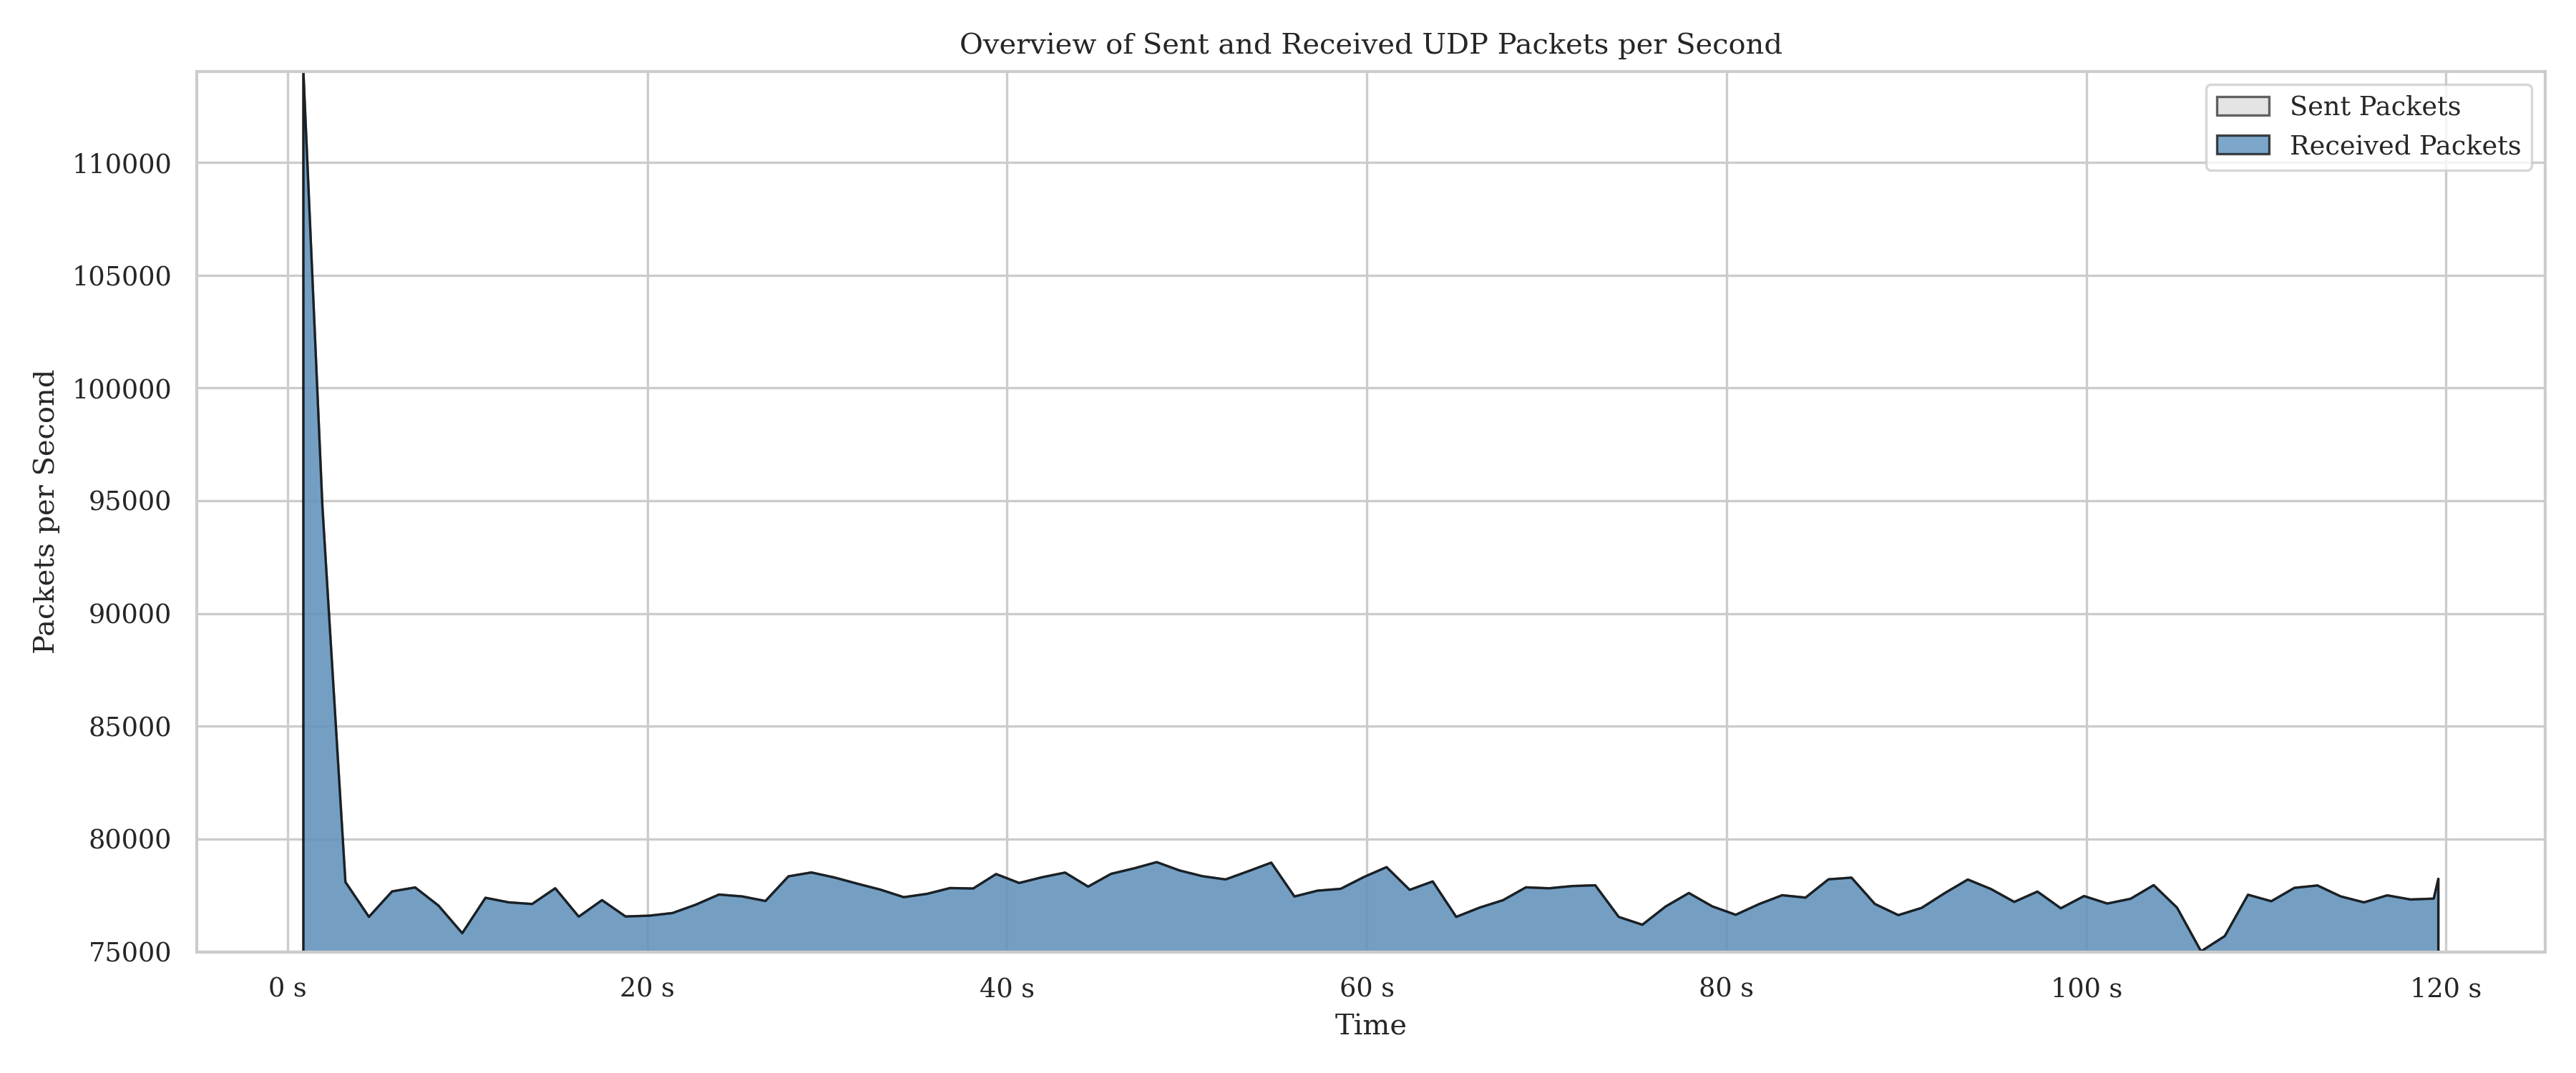 Overview of Sent and Received UDP Packets per Second
Sent Packets
Received Packets
Packets per Second
110000
105000
100000
95000
90000
85000
80000
75000
0 s
20 s
40 s
60 s
80 s
100 s
120 s
Time